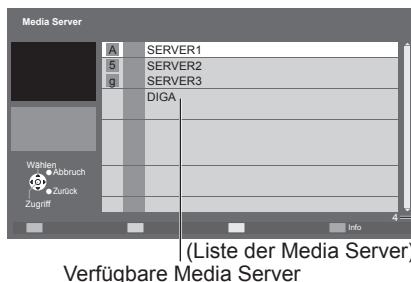 Media Server
A SERVER1
5 SERVER2
g SERVER3
DIGA
Wählen
Abbruch
Zurück
Zugriff
4
Info
(Liste der Media Server)
Verfügbare Media Server